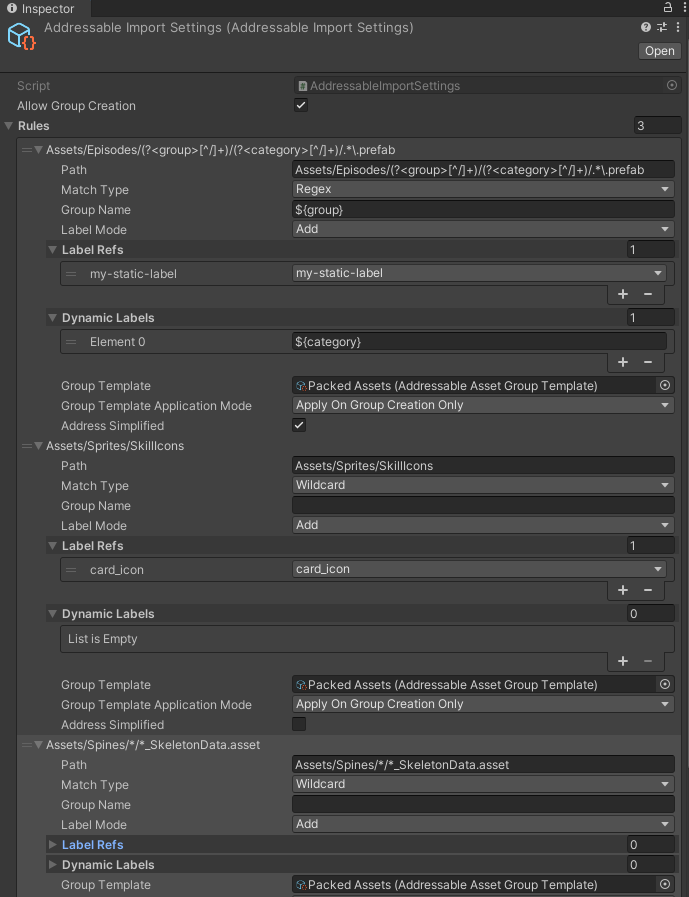 Inspector
Addressable Import Settings (Addressable Import Settings)
Open
Script AddressableImportSettings
Allow Group Creation
Rules 3
Assets/Episodes/(?<group>[^/]+)/(?<category>[^/]+)/.*\.prefab
Path Assets/Episodes/(?<group>[^/]+)/(?<category>[^/]+)/.*\.prefab
Match Type Regex
Group Name ${group}
Label Mode Add
Label Refs 1
my-static-label my-static-label
Dynamic Labels 1
Element 0 ${category}
Group Template Packed Assets (Addressable Asset Group Template)
Group Template Application Mode Apply On Group Creation Only
Address Simplified
Assets/Sprites/SkillIcons
Path Assets/Sprites/SkillIcons
Match Type Wildcard
Group Name
Label Mode Add
Label Refs 1
card_icon card_icon
Dynamic Labels 0
List is Empty
Group Template Packed Assets (Addressable Asset Group Template)
Group Template Application Mode Apply On Group Creation Only
Address Simplified
Assets/Spines/*/*_SkeletonData.asset
Path Assets/Spines/*/*_SkeletonData.asset
Match Type Wildcard
Group Name
Label Mode Add
Label Refs 0
Dynamic Labels 0
Group Template Packed Assets (Addressable Asset Group Template)